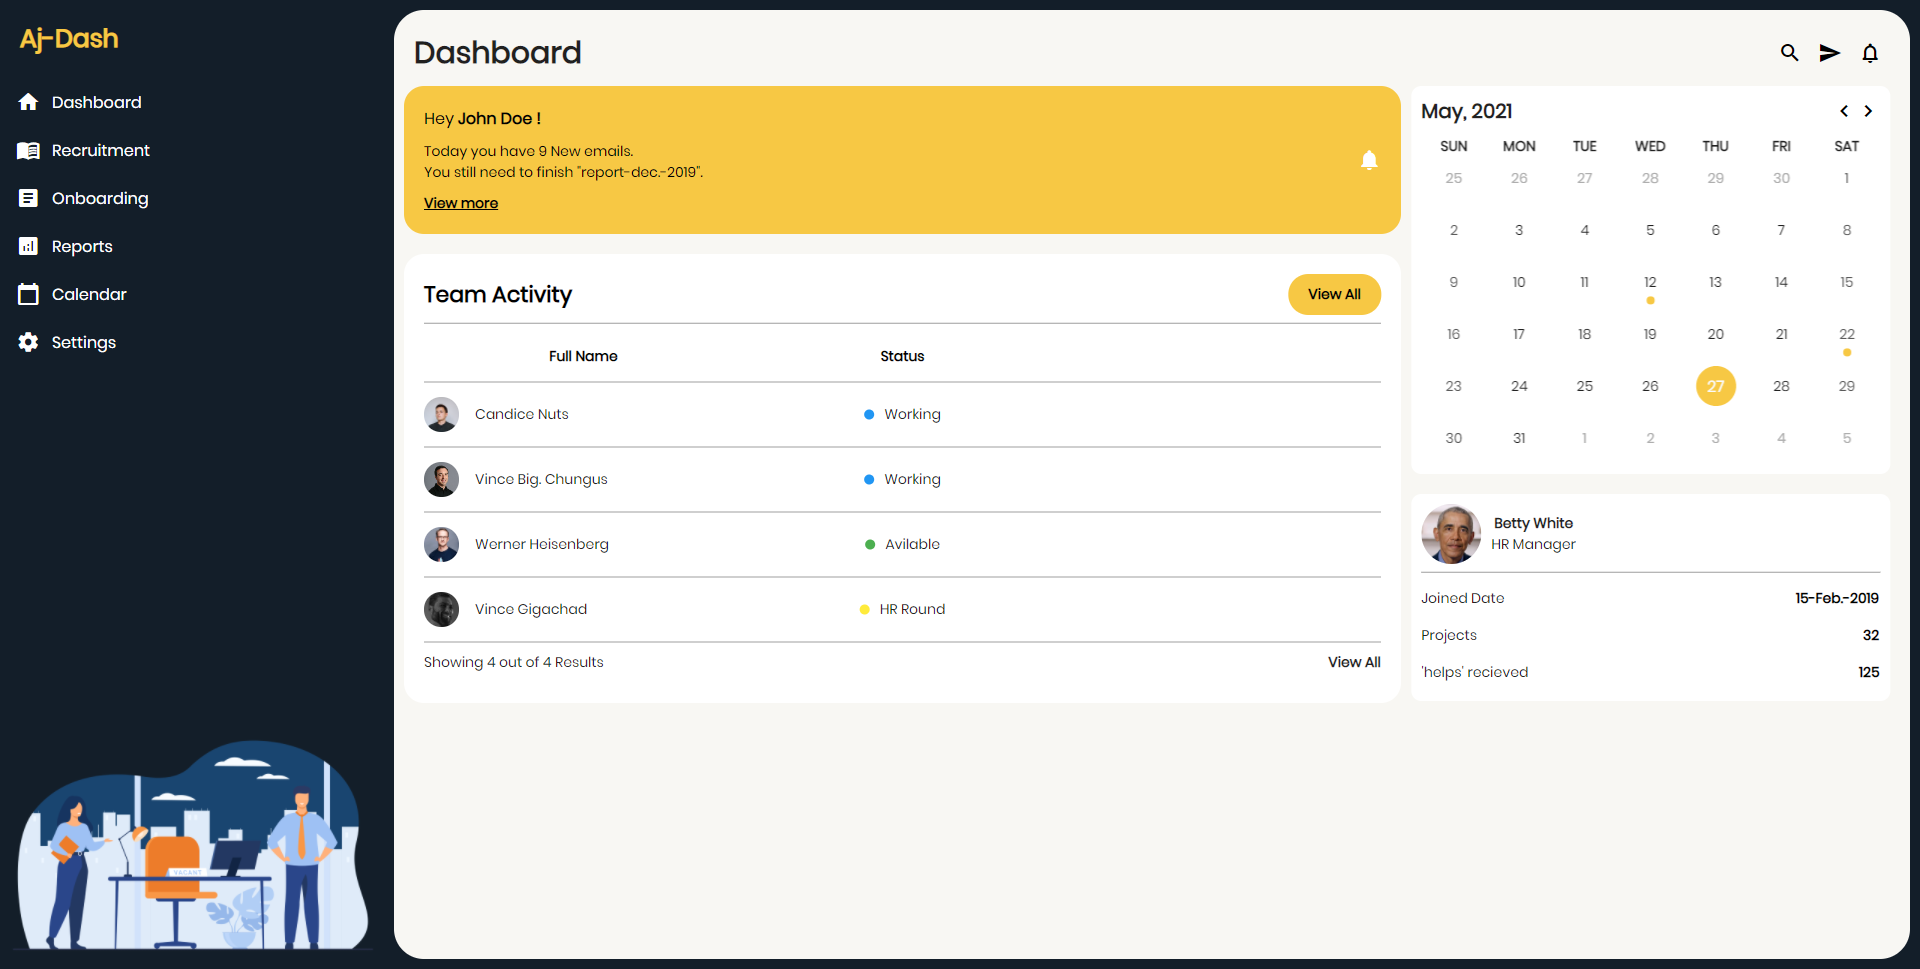 Aj-Dash
Dashboard
Recruitment
Onboarding
Reports
Calendar
Settings
VACANT
Dashboard
Hey John Doe !
Today you have 9 New emails.
You still need to finish "report-dec.-2019".
View more
Team Activity
View All
Full Name Status
Candice Nuts Working
Vince Big. Chungus Working
Werner Heisenberg Avilable
Vince Gigachad HR Round
Showing 4 out of 4 Results View All
May, 2021
SUN MON TUE WED THU FRI SAT
25 26 27 28 29 30 1
2 3 4 5 6 7 8
9 10 11 12 13 14 15
16 17 18 19 20 21 22
23 24 25 26 27 28 29
30 31 1 2 3 4 5
Betty White
HR Manager
Joined Date 15-Feb.-2019
Projects 32
'helps' recieved 125